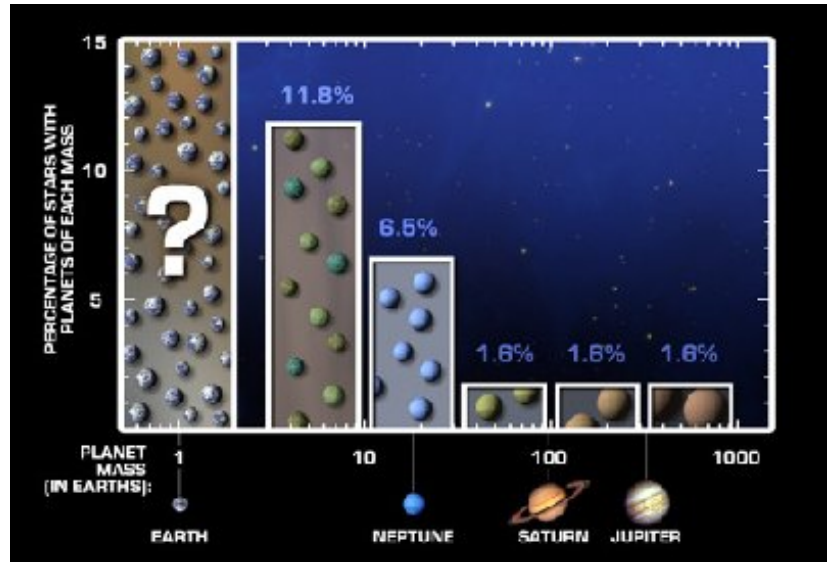 15
11.8%
10
?
6.5%
5
1.6%
1.6%
1.6%
PERCENTAGE OF STARS WITH
PLANETS OF EACH MASS
PLANET
MASS
(IN EARTHS):
1
10
100
1000
EARTH
NEPTUNE
SATURN
JUPITER